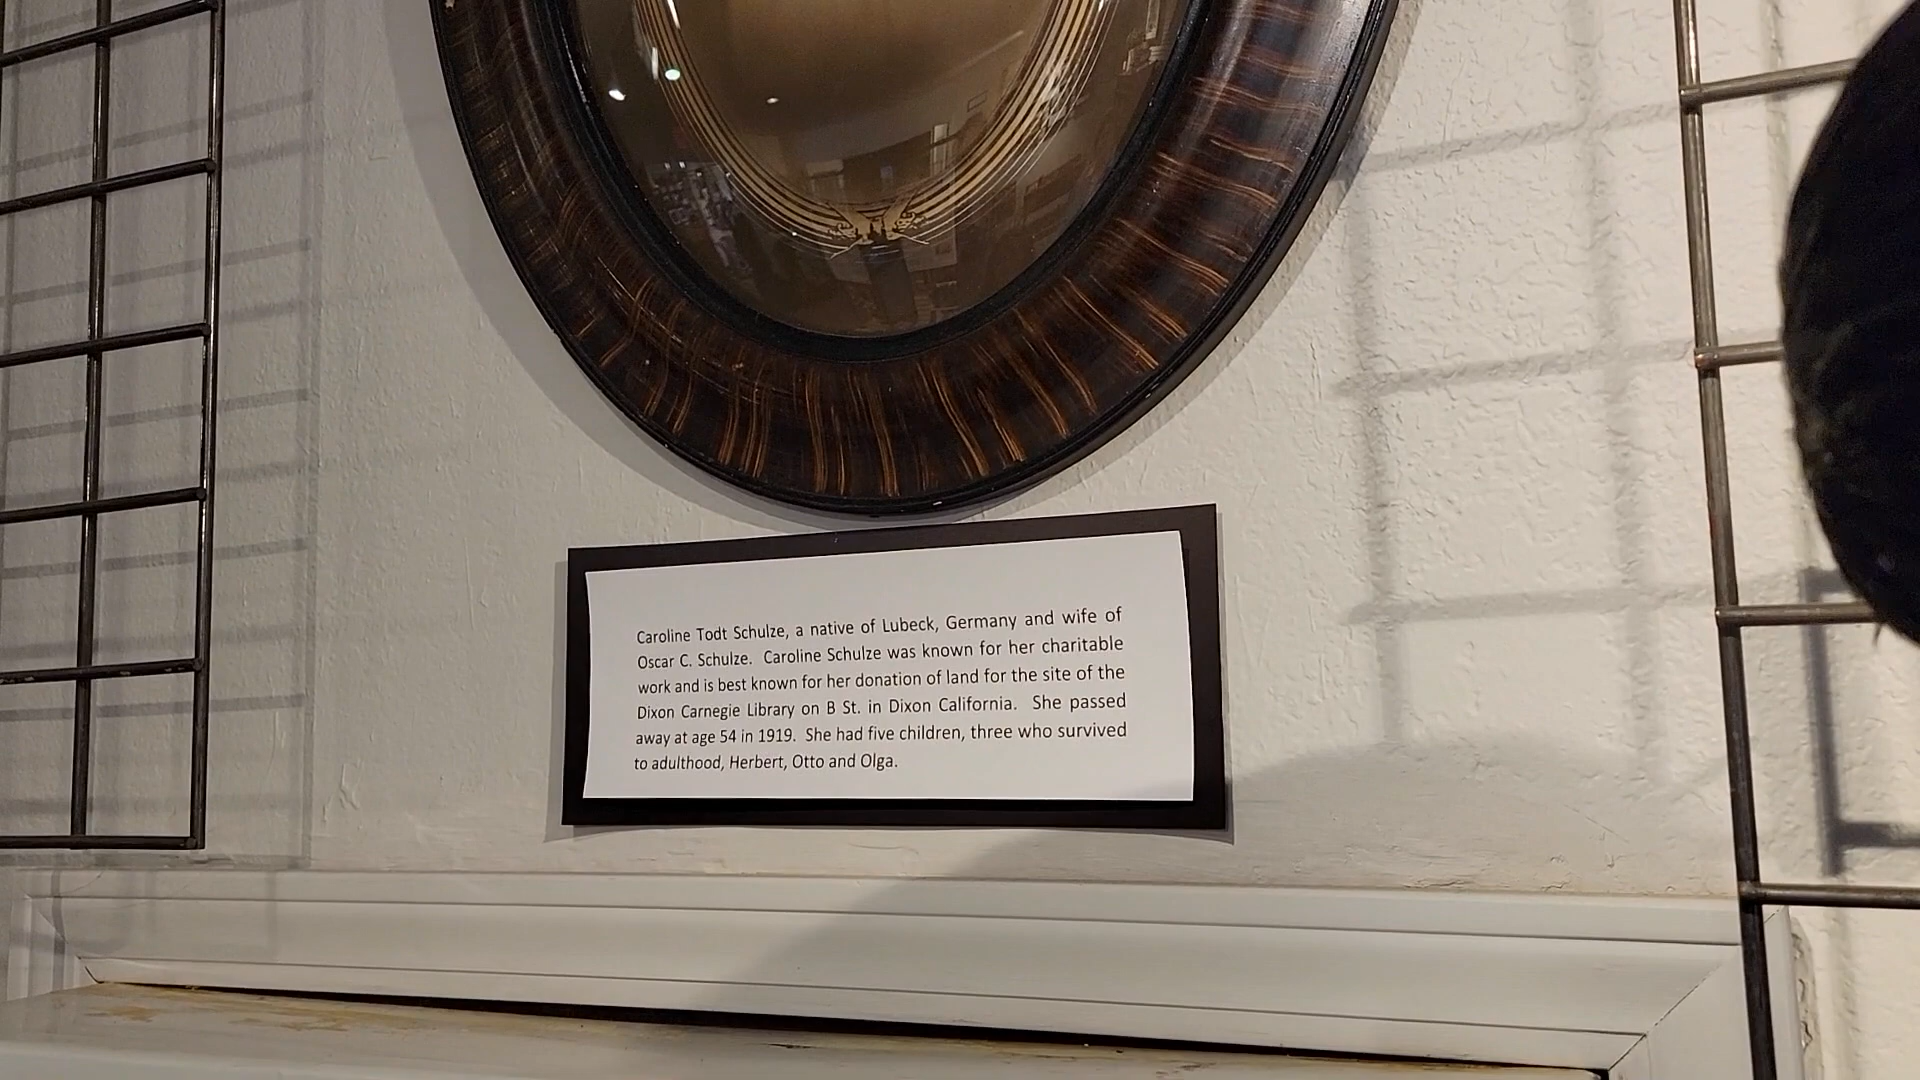 Caroline Todt Schulze, a native of Lubeck, Germany and wife of
Oscar C. Schulze.  Caroline Schulze was known for her charitable
work and is best known for her donation of land for the site of the
Dixon Carnegie Library on B St. in Dixon California.  She passed
away at age 54 in 1919.  She had five children, three who survived
to adulthood, Herbert, Otto and Olga.